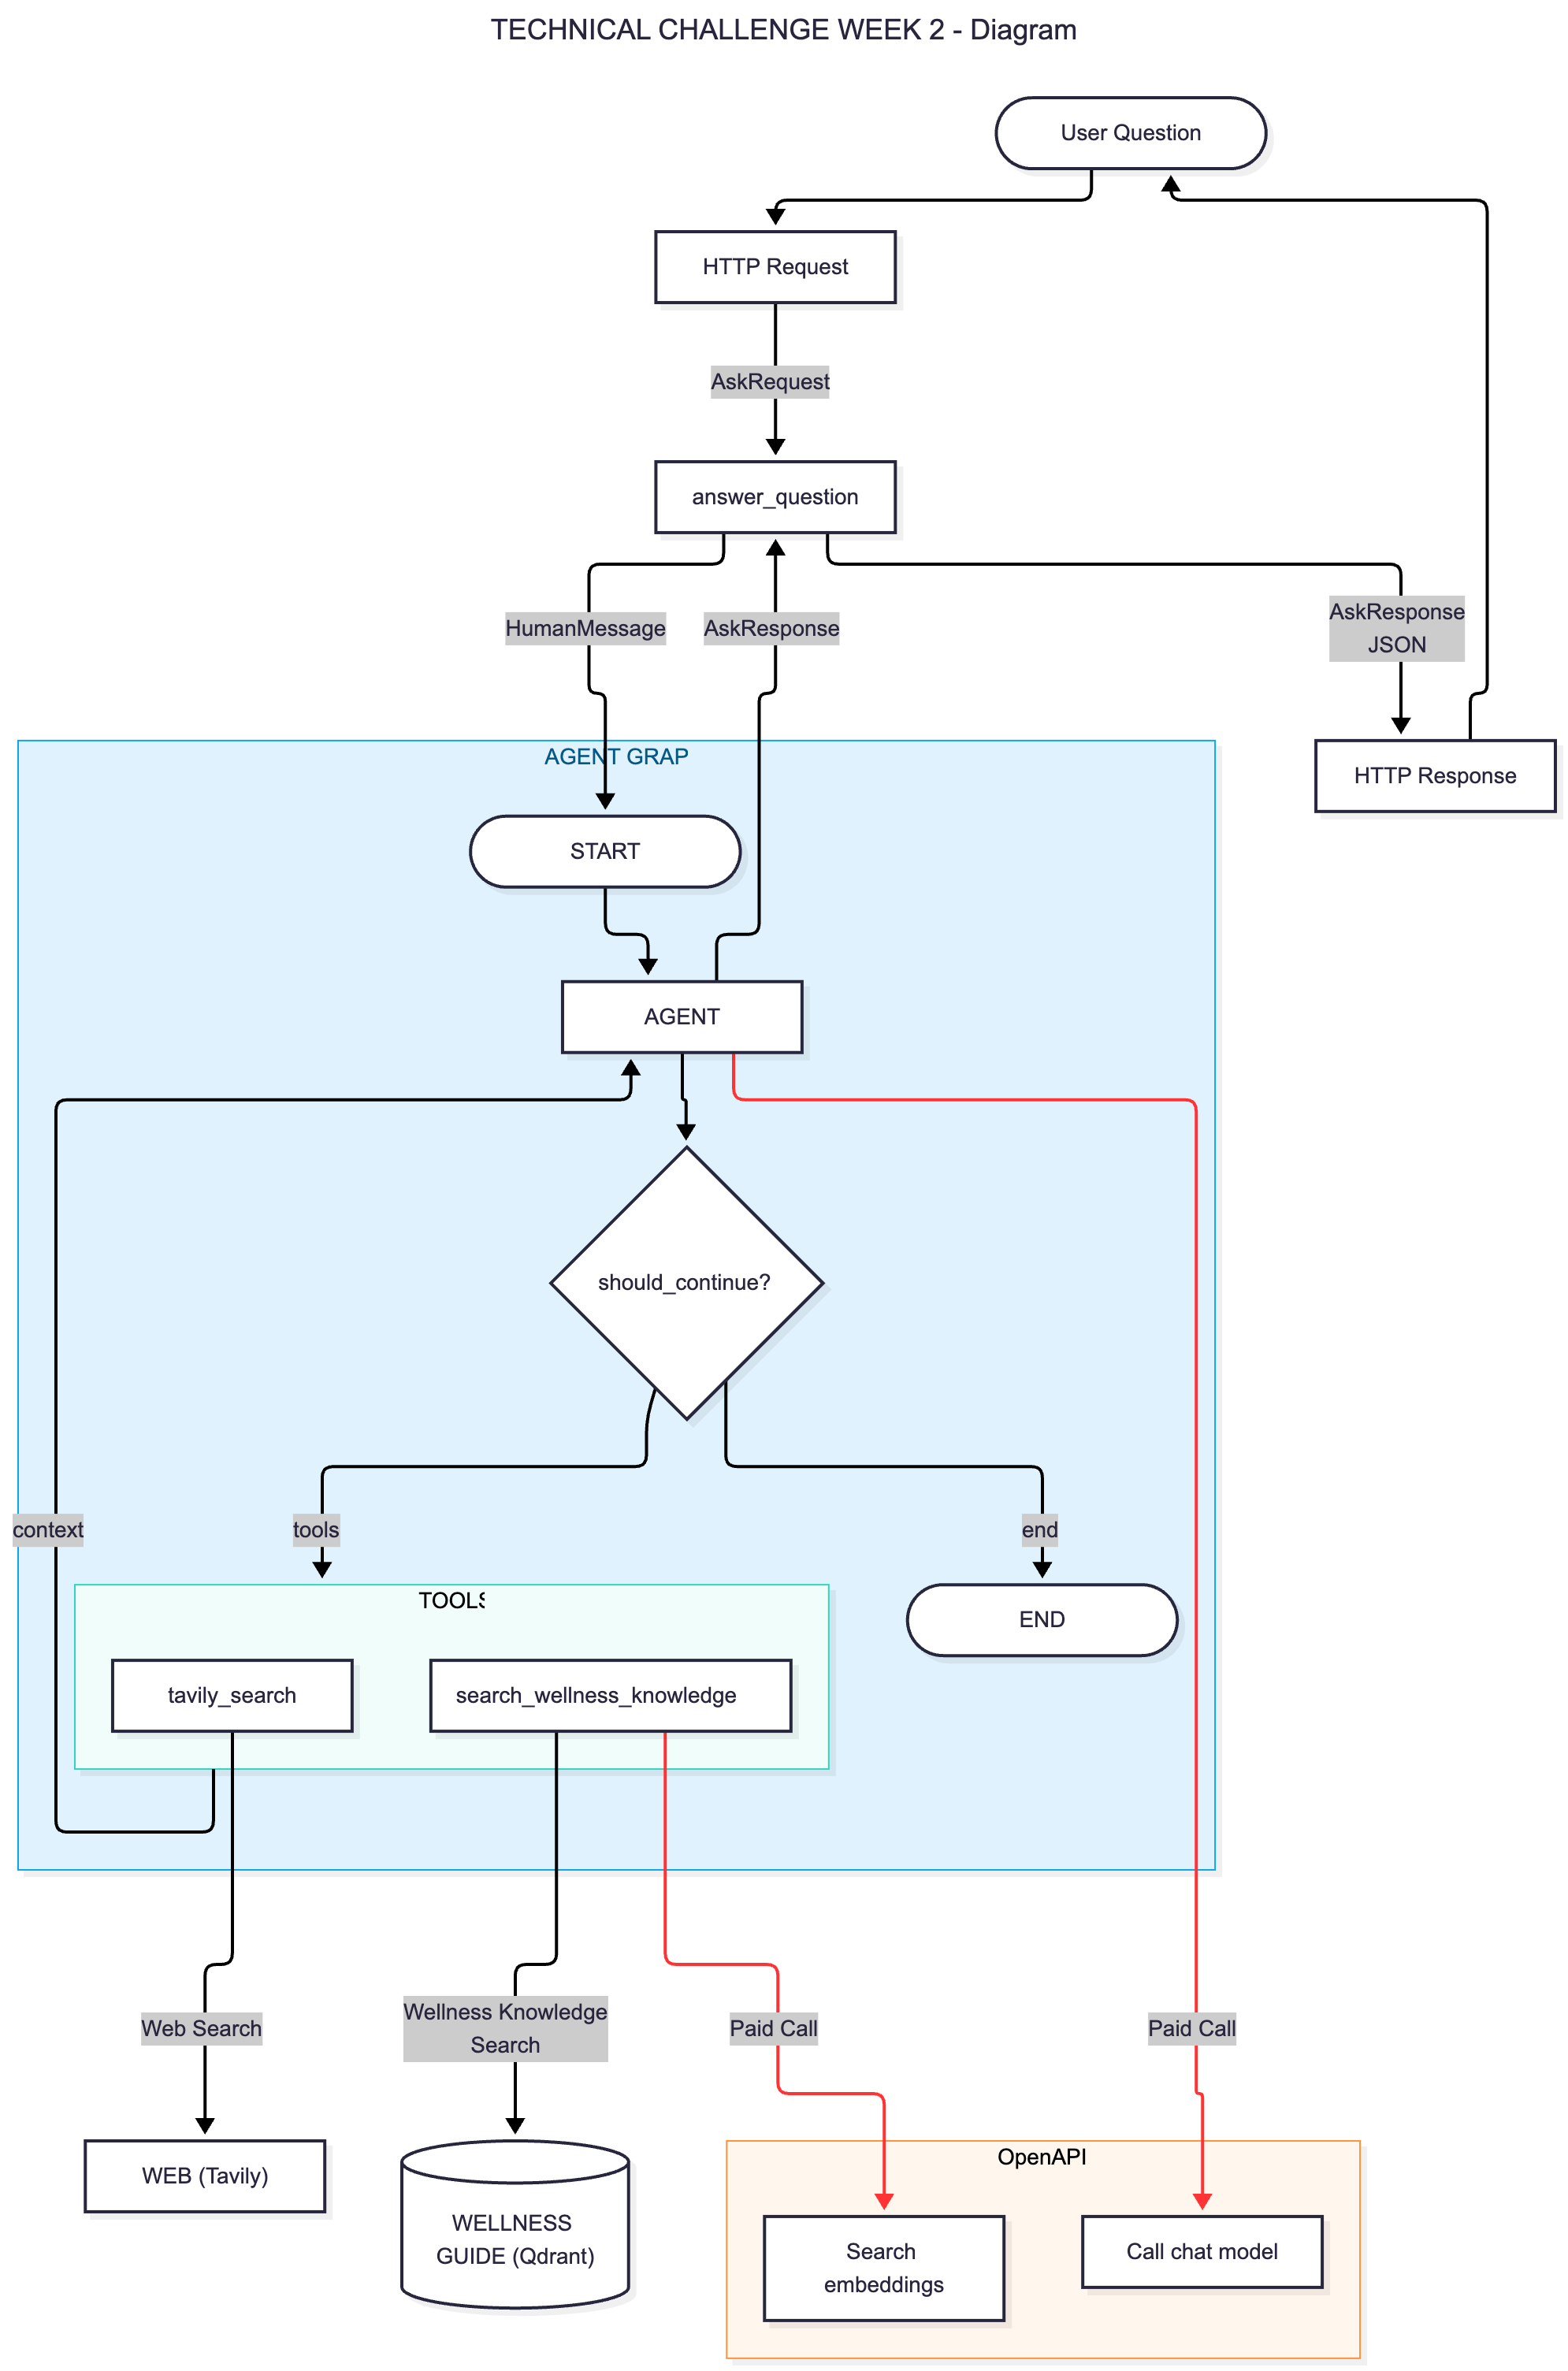 TECHNICAL CHALLENGE WEEK 2 - Diagram
User Question
HTTP Request
AskRequest
answer_question
HumanMessage
AskResponse
AskResponse
JSON
HTTP Response
AGENT GRAP
START
AGENT
should_continue?
context
tools
end
TOOLS
END
tavily_search
search_wellness_knowledge
Web Search
Wellness Knowledge
Search
Paid Call
Paid Call
WEB (Tavily)
WELLNESS
GUIDE (Qdrant)
OpenAPI
Search
embeddings
Call chat model